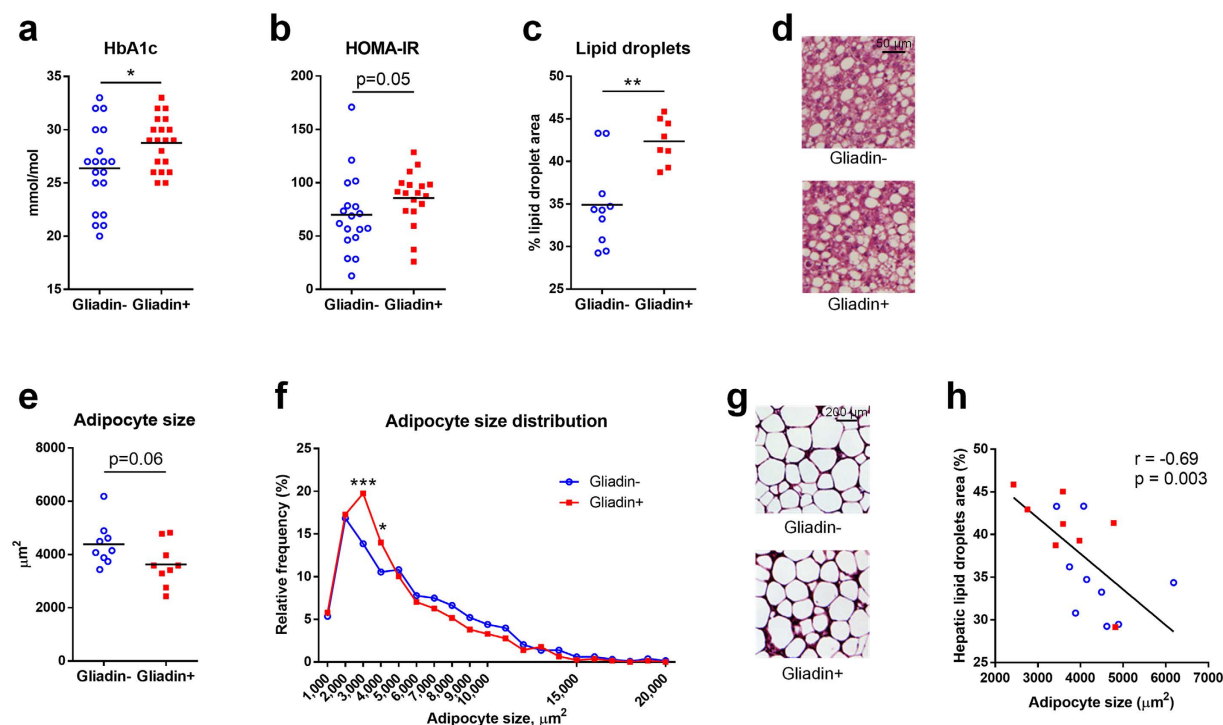 a
HbA1c
*
mmol/mol
35
30
25
20
15
Gliadin- Gliadin+
b
HOMA-IR
p=0.05
200
150
100
50
0
Gliadin- Gliadin+
c
Lipid droplets
**
% lipid droplet area
50
45
40
35
30
25
Gliadin- Gliadin+
d
50 µm
Gliadin-
Gliadin+
e
Adipocyte size
p=0.06
µm²
8000
6000
4000
2000
0
Gliadin- Gliadin+
f
Adipocyte size distribution
Relative frequency (%)
25
20
15
10
5
0
***
*
Gliadin-
Gliadin+
1,000 2,000 3,000 4,000 5,000 6,000 7,000 8,000 9,000 10,000 15,000 20,000
Adipocyte size, µm²
g
200 µm
Gliadin-
Gliadin+
h
r = -0.69
p = 0.003
Hepatic lipid droplets area (%)
50
45
40
35
30
25
2000 3000 4000 5000 6000 7000
Adipocyte size (µm²)